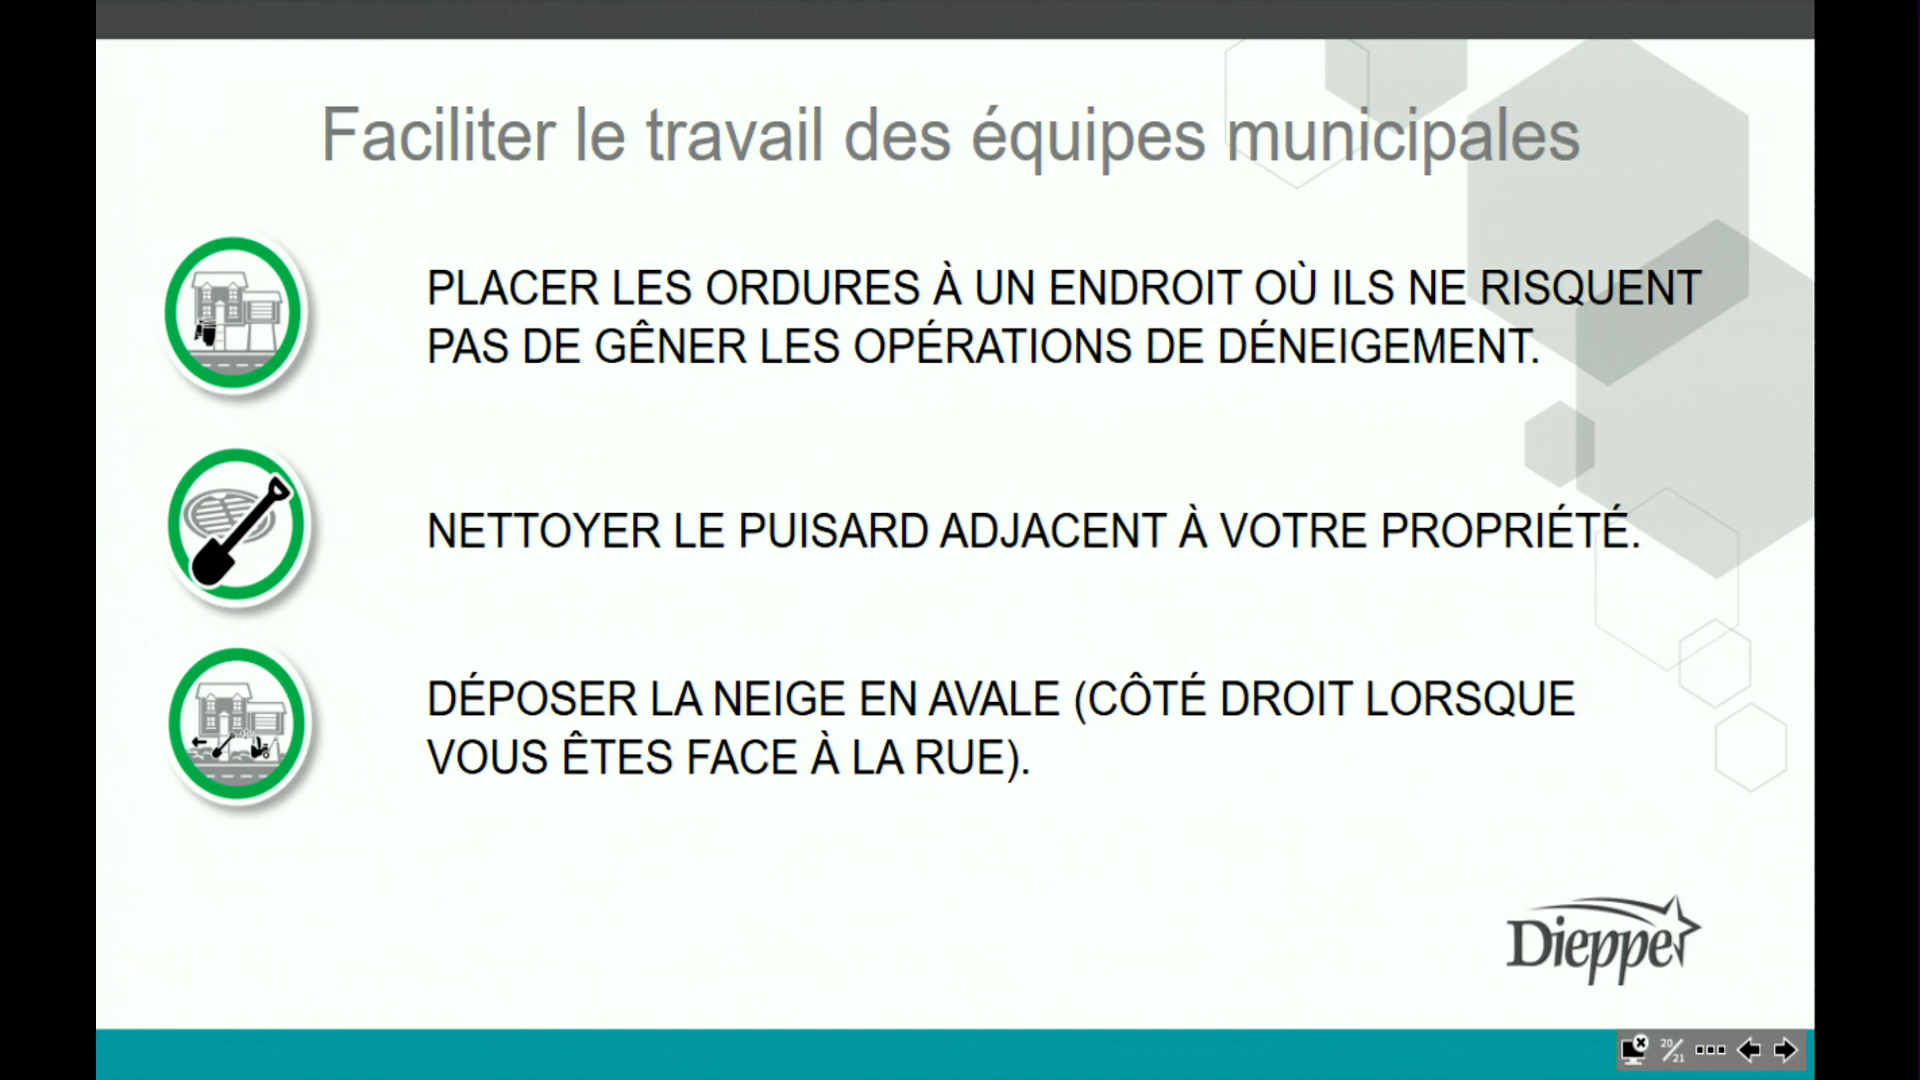 Faciliter le travail des équipes municipales
PLACER LES ORDURES À UN ENDROIT OÙ ILS NE RISQUENT
PAS DE GÊNER LES OPÉRATIONS DE DÉNEIGEMENT.
NETTOYER LE PUISARD ADJACENT À VOTRE PROPRIÉTÉ.
DÉPOSER LA NEIGE EN AVALE (CÔTÉ DROIT LORSQUE
VOUS ÊTES FACE À LA RUE).
Dieppe
20/21